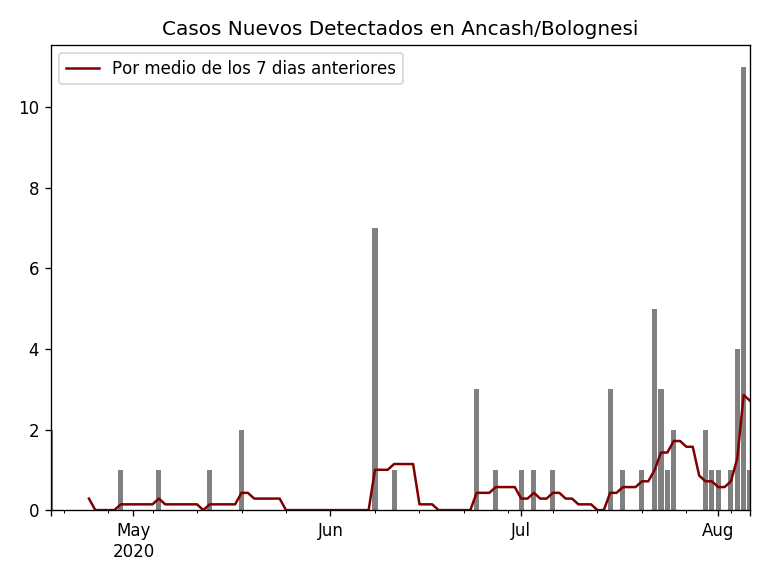 Casos Nuevos Detectados en Ancash/Bolognesi
Por medio de los 7 dias anteriores
10
8
6
4
2
0
May Jun Jul Aug
2020